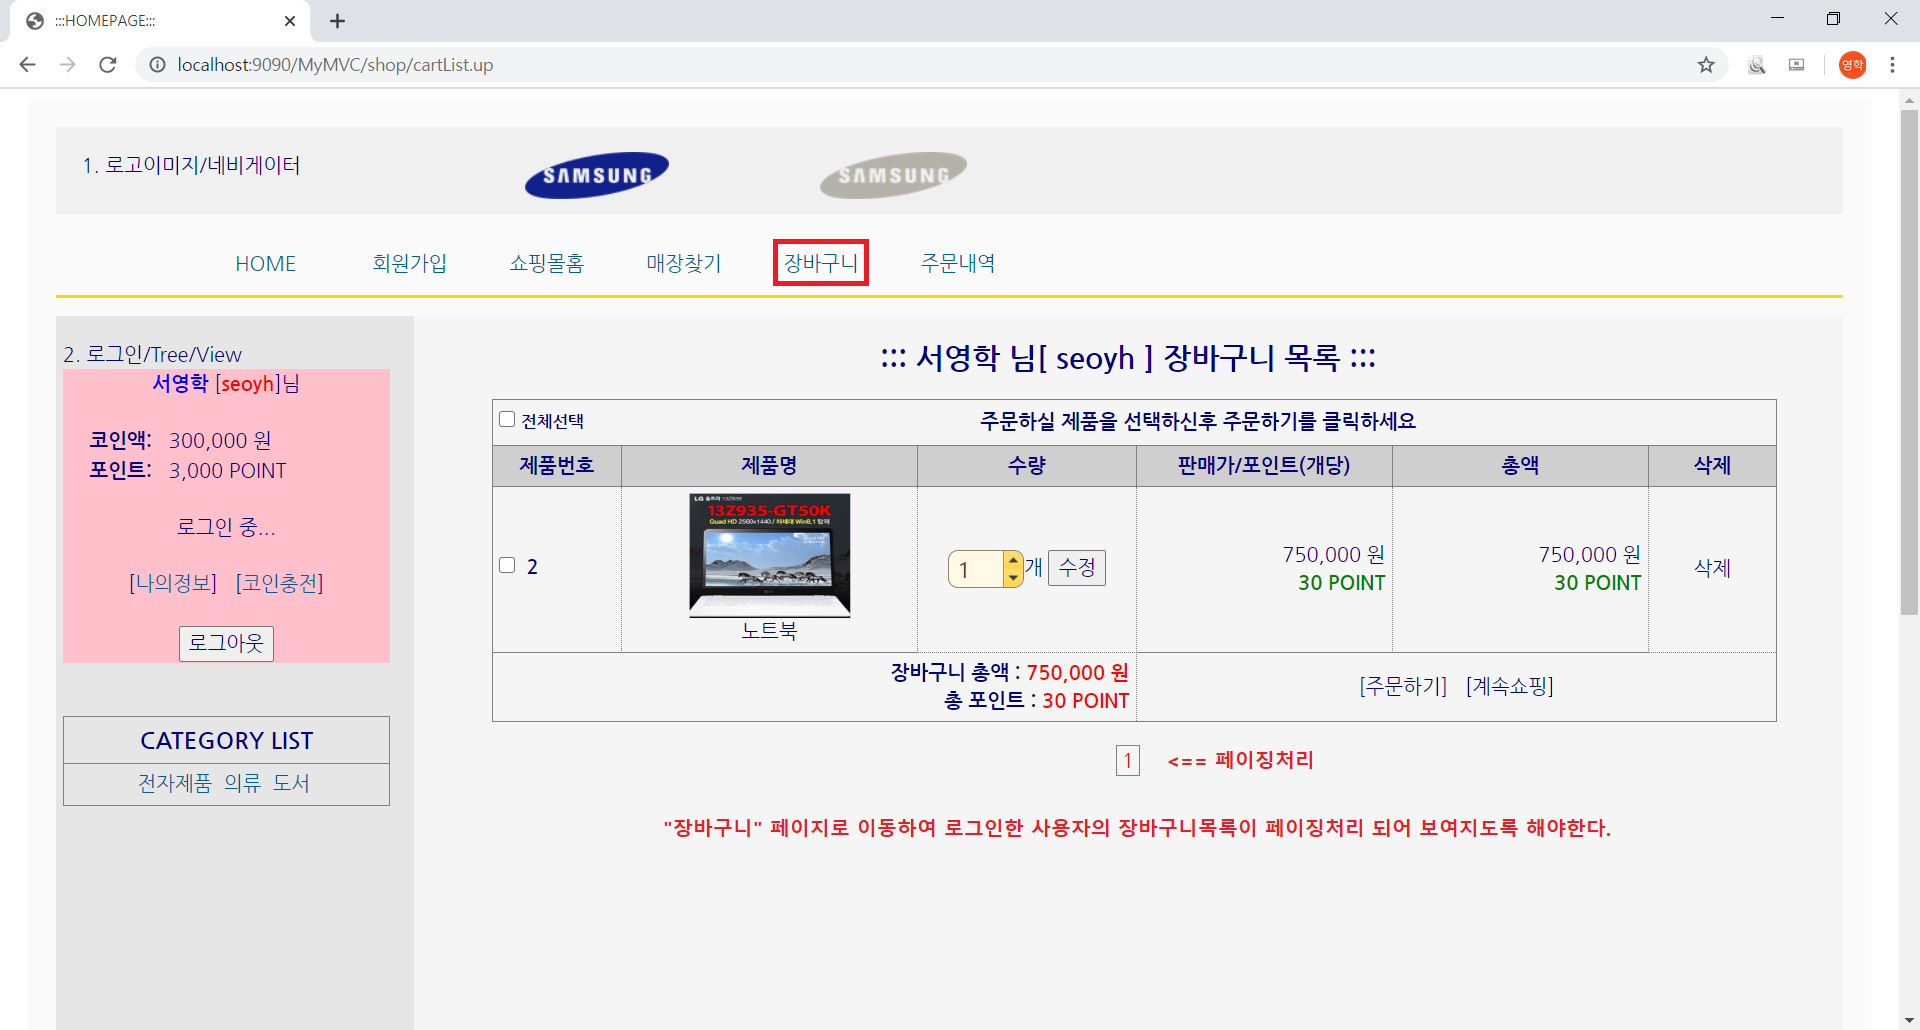 :::HOMEPAGE:::
localhost:9090/MyMVC/shop/cartList.up
영학
1. 로고이미지/네비게이터
SAMSUNG SAMSUNG
HOME 회원가입 쇼핑몰홈 매장찾기 장바구니 주문내역
2. 로그인/Tree/View
서영학 [seoyh]님
코인액: 300,000 원
포인트: 3,000 POINT
로그인 중...
[나의정보] [코인충전]
로그아웃
CATEGORY LIST
전자제품 의류 도서
::: 서영학 님[ seoyh ] 장바구니 목록 :::
전체선택 주문하실 제품을 선택하신후 주문하기를 클릭하세요
제품번호 제품명 수량 판매가/포인트(개당) 총액 삭제
LG 울트라 13Z935
13Z935-GT50K
Quad HD 2560x1440 / 차세대 Win8.1 탑재
2 1 개 수정 750,000 원 750,000 원 삭제
30 POINT 30 POINT
노트북
장바구니 총액 : 750,000 원
총 포인트 : 30 POINT
[주문하기] [계속쇼핑]
1 <== 페이징처리
"장바구니" 페이지로 이동하여 로그인한 사용자의 장바구니목록이 페이징처리 되어 보여지도록 해야한다.